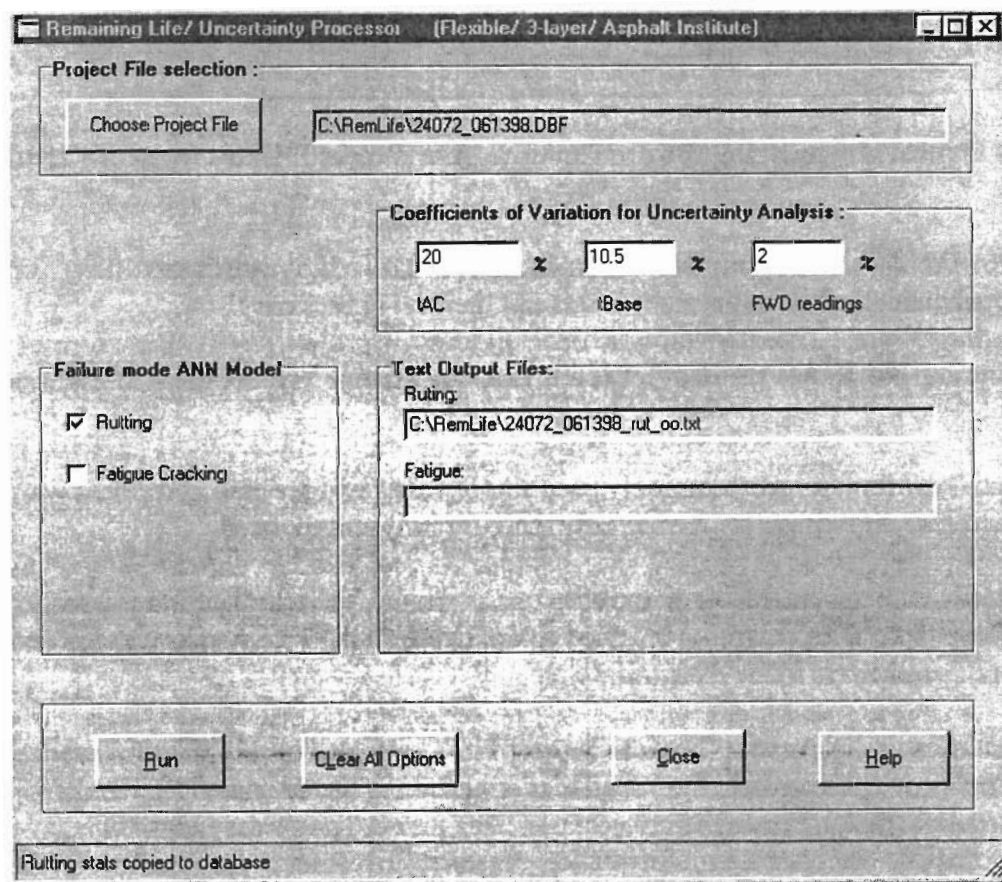 Remaining Life/ Uncertainty Processor (Flexible/ 3-layer/ Asphalt Institute)
Project File selection :
Choose Project File
C:\RemLife\24072_061398.DBF
Coefficients of Variation for Uncertainty Analysis :
20 % 10.5 % 2 %
tAC tBase FWD readings
Failure mode ANN Model
Rutting
Fatigue Cracking
Text Output Files:
Ruting:
C:\RemLife\24072_061398_rut_oo.txt
Fatigue:
Run CLear All Options Close Help
Rutting stats copied to database